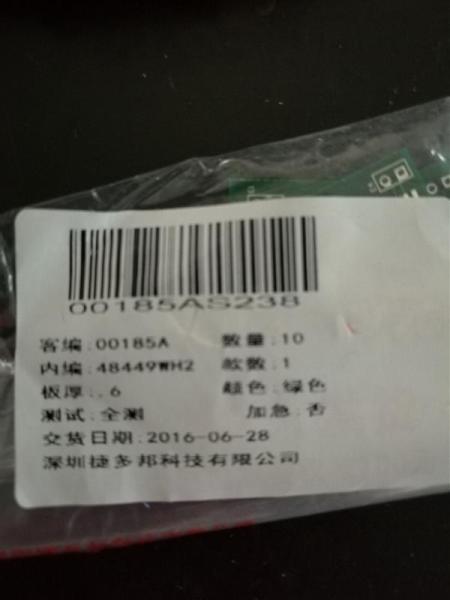 00185AS238
客编:00185A 数量:10
内编:48449WH2 款数:1
板厚:.6 颜色:绿色
测试:全测 加急:否
交货日期:2016-06-28
深圳捷多邦科技有限公司